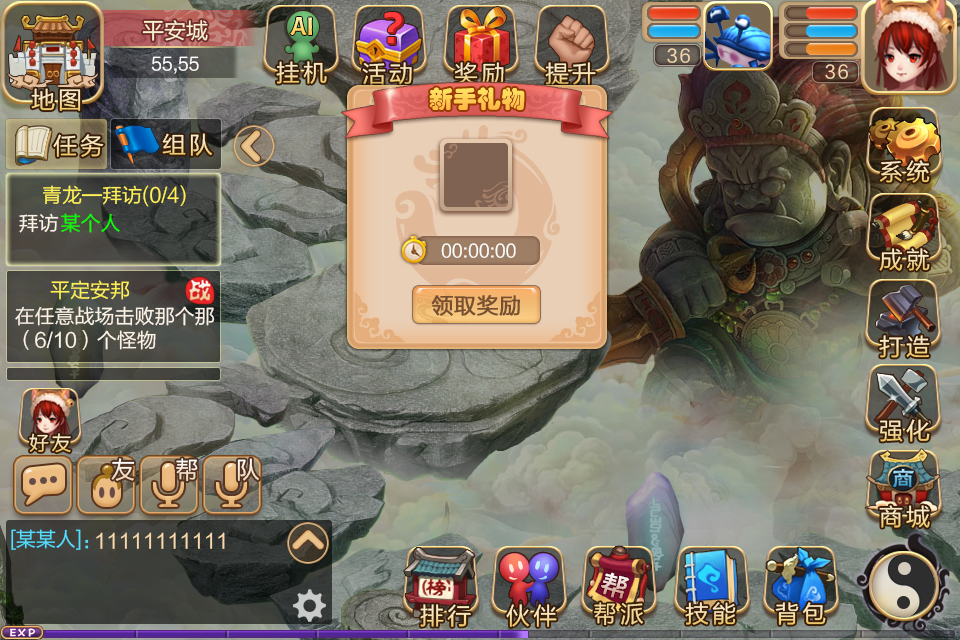 地图
平安城
55,55
AI
挂机
活动
奖励
提升
36
36
任务
组队
青龙—拜访(0/4)
拜访某个人
平定安邦
战
在任意战场击败那个那
（6/10）个怪物
新手礼物
00:00:00
领取奖励
系统
成就
打造
强化
商
商城
好友
友
帮
队
[某某人]: 11111111111
榜
排行
伙伴
帮
帮派
技能
背包
EXP